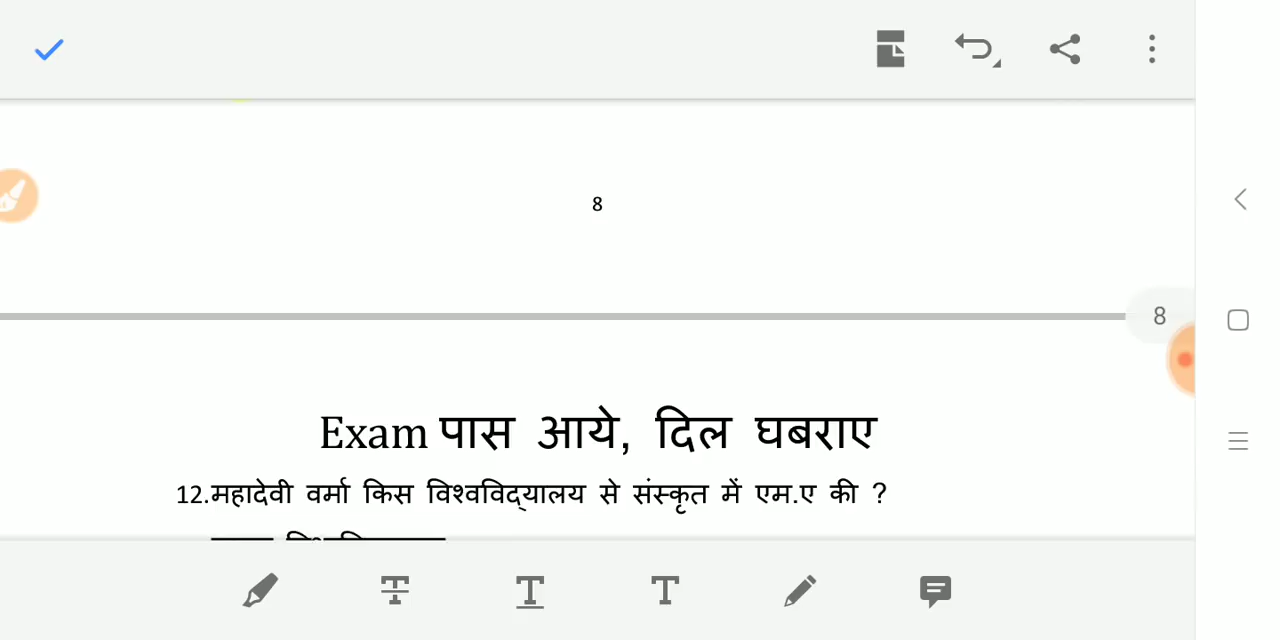 8
8
Exam पास आये, दिल घबराए
12.महादेवी वर्मा किस विश्वविद्यालय से संस्कृत में एम.ए की ?